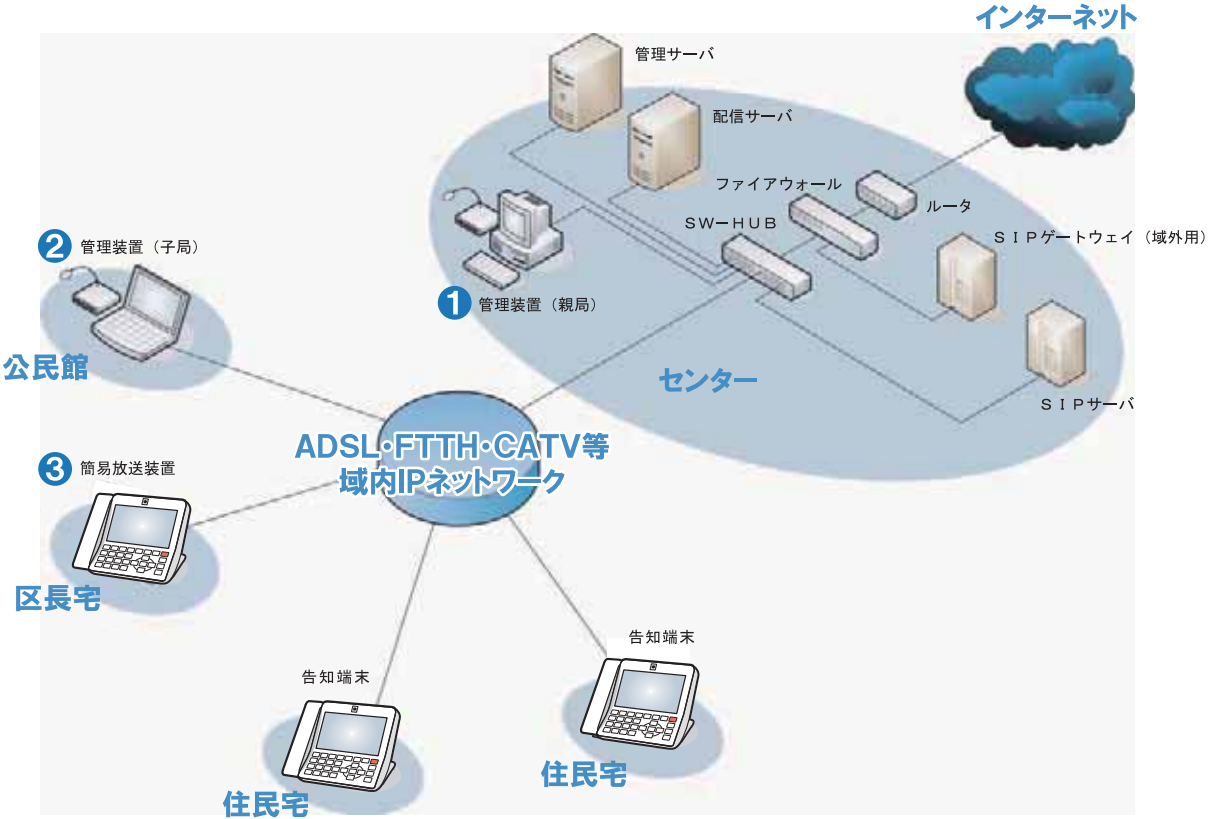 インターネット
管理サーバ
配信サーバ
ファイアウォール
ルータ
SW－HUB
SIPゲートウェイ（域外用）
❷ 管理装置（子局）
❶ 管理装置（親局）
公民館
センター
SIPサーバ
ADSL・FTTH・CATV等
域内IPネットワーク
❸ 簡易放送装置
区長宅
告知端末
告知端末
住民宅
住民宅